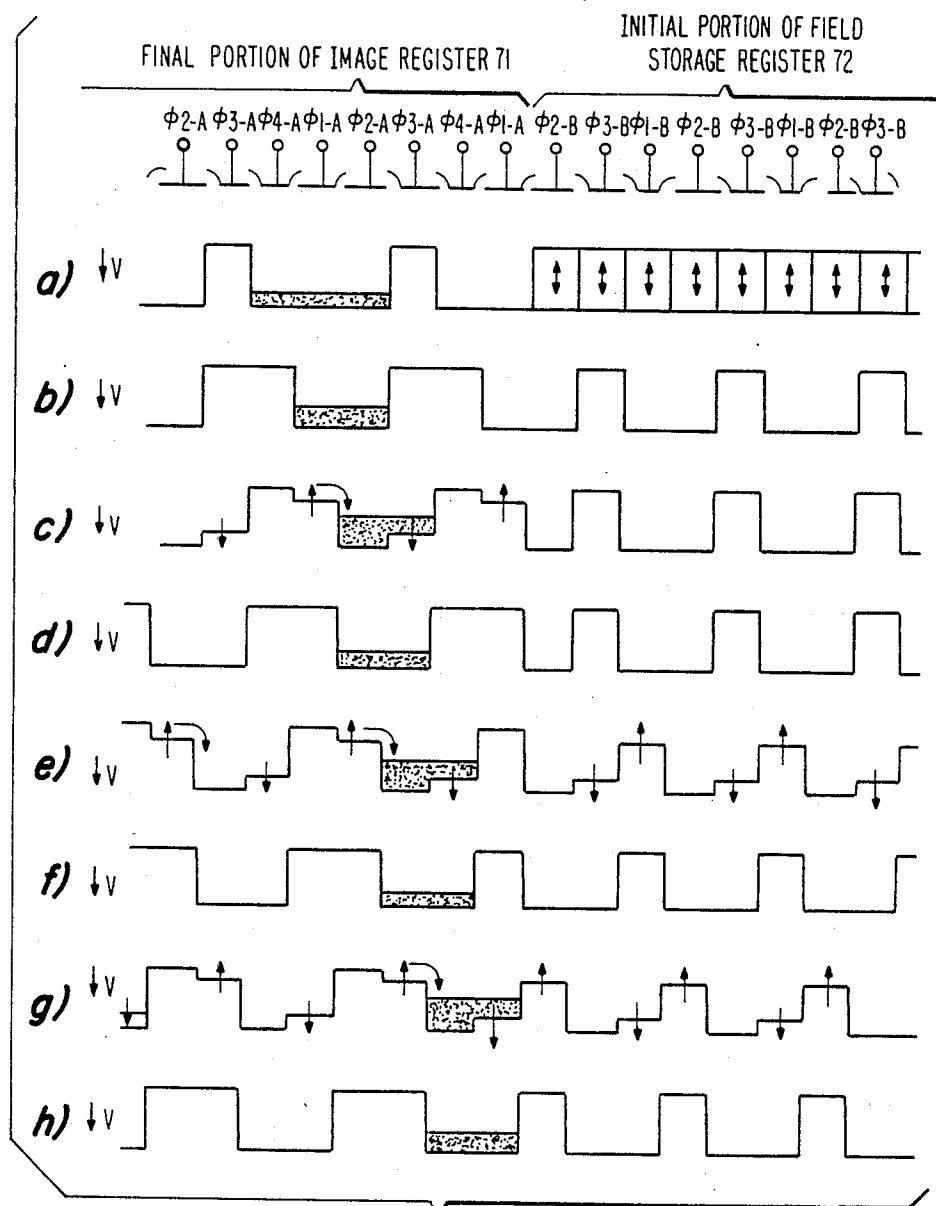 INITIAL PORTION OF FIELD
FINAL PORTION OF IMAGE REGISTER 71
STORAGE REGISTER 72
ϕ2-A ϕ3-A ϕ4-A ϕ1-A ϕ2-A ϕ3-A ϕ4-A ϕ1-A ϕ2-B ϕ3-B ϕ1-B ϕ2-B ϕ3-B ϕ1-B ϕ2-B ϕ3-B
a) ↓V
b) ↓V
c) ↓V
d) ↓V
e) ↓V
f) ↓V
g) ↓V
h) ↓V